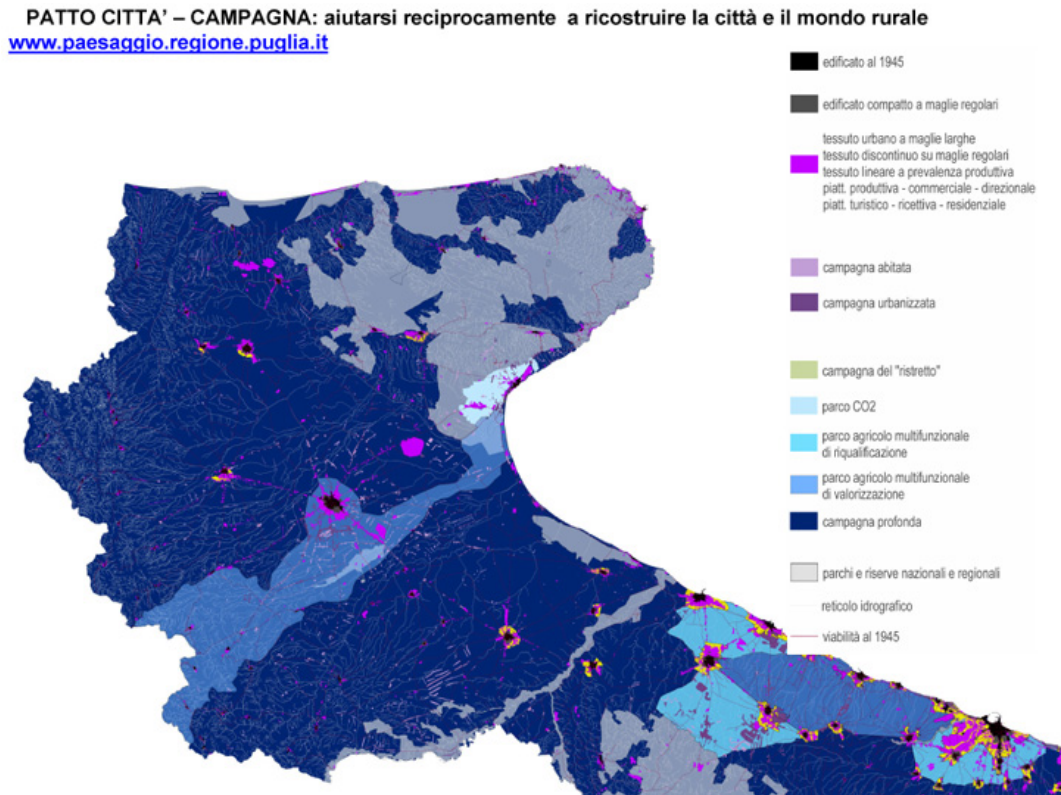 PATTO CITTA' – CAMPAGNA: aiutarsi reciprocamente a ricostruire la città e il mondo rurale
www.paesaggio.regione.puglia.it
edificato al 1945
edificato compatto a maglie regolari
tessuto urbano a maglie larghe
tessuto discontinuo su maglie regolari
tessuto lineare a prevalenza produttiva
piatt. produttiva - commerciale - direzionale
piatt. turistico - ricettiva - residenziale
campagna abitata
campagna urbanizzata
campagna del "ristretto"
parco CO2
parco agricolo multifunzionale
di riqualificazione
parco agricolo multifunzionale
di valorizzazione
campagna profonda
parchi e riserve nazionali e regionali
reticolo idrografico
viabilità al 1945